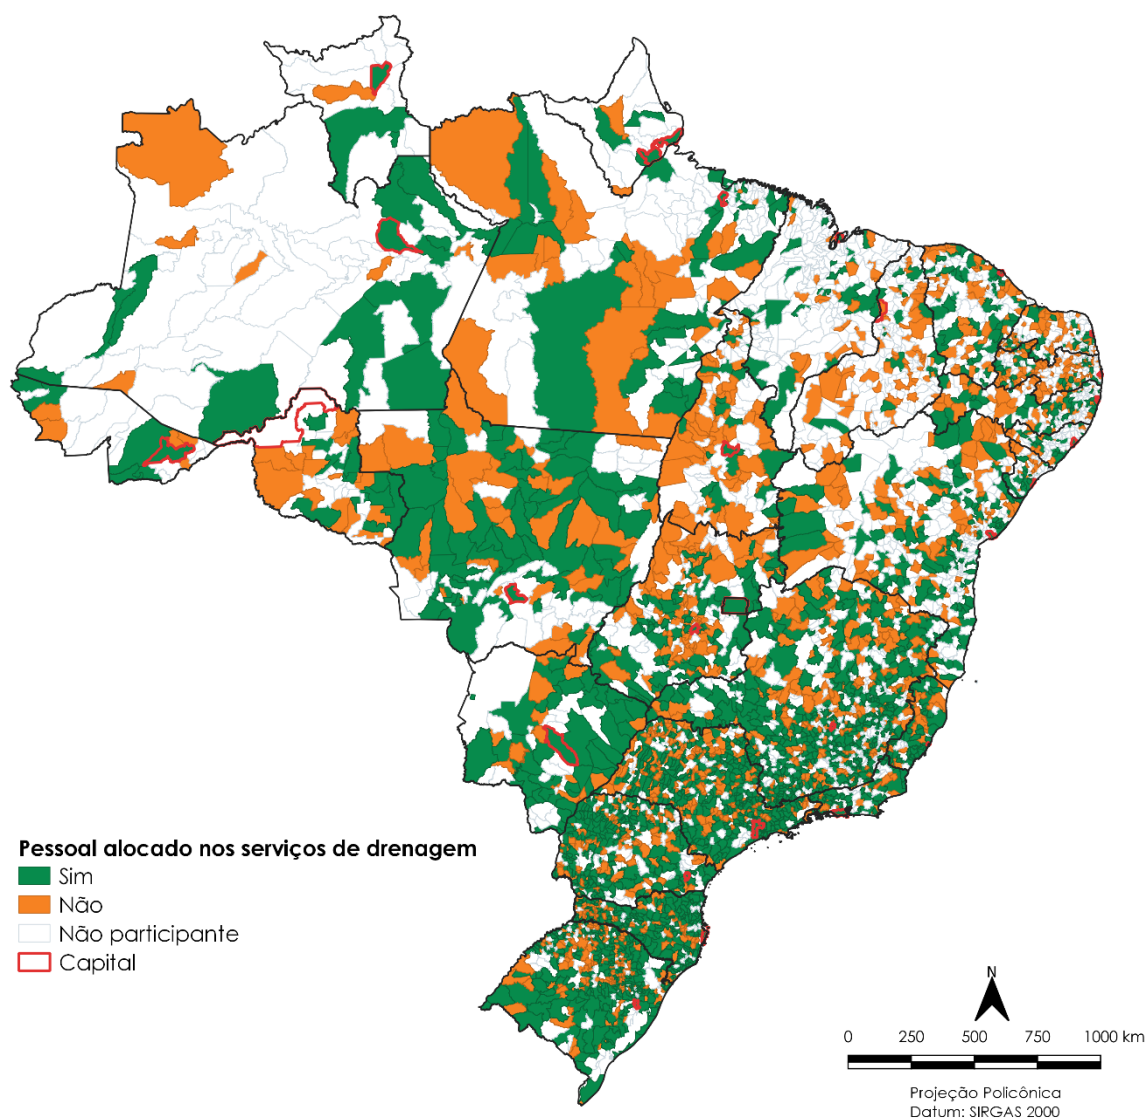 Pessoal alocado nos serviços de drenagem
Sim
Não
Não participante
Capital
N
0 250 500 750 1000 km
Projeção Policônica
Datum: SIRGAS 2000